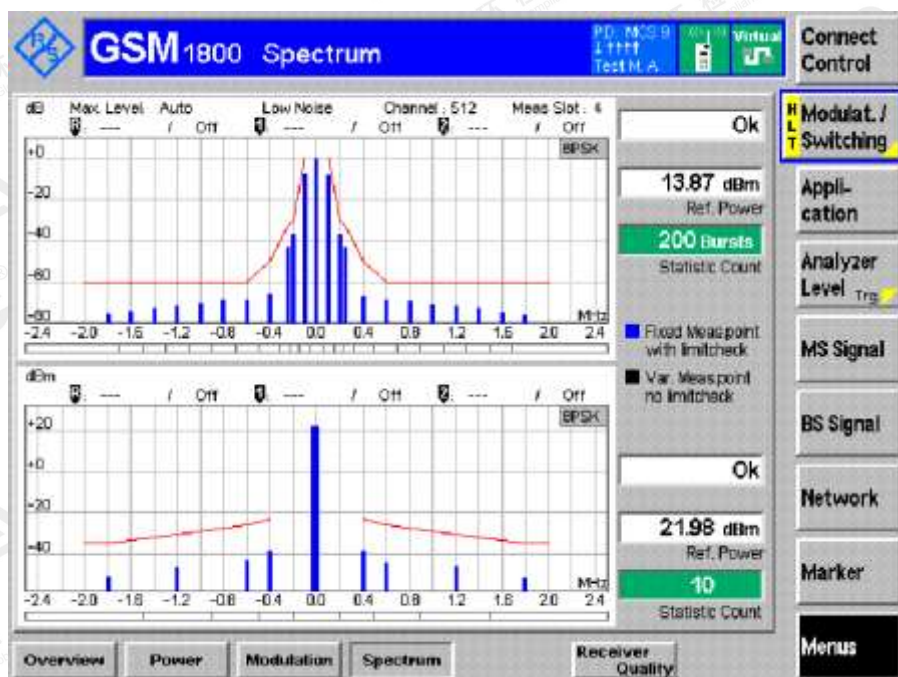 R S
GSM 1800 Spectrum
PD: MCS 9
Test M. A
Virtual
Connect Control
dB Max. Level Auto Low Noise Channel : 512 Meas Slot : 4
R. --- / Off 1. --- / Off 2. --- / Off
8PSK
+0
-20
-40
-60
-80
MHz
-2.4 -2.0 -1.6 -1.2 -0.8 -0.4 0.0 0.4 0.8 1.2 1.6 2.0 2.4
Ok
13.87 dBm
Ref. Power
200 Bursts
Statistic Count
Fixed Meas point
with limitcheck
Var. Meas point
no limitcheck
dBm
R. --- / Off 1. --- / Off 2. --- / Off
8PSK
+20
+0
-20
-40
MHz
-2.4 -2.0 -1.6 -1.2 -0.8 -0.4 0.0 0.4 0.8 1.2 1.6 2.0 2.4
Ok
21.98 dBm
Ref. Power
10
Statistic Count
H L T
Modulat. /
Switching
Appli-
cation
Analyzer
Level Trg
MS Signal
BS Signal
Network
Marker
Menus
Overview
Power
Modulation
Spectrum
Receiver
Quality